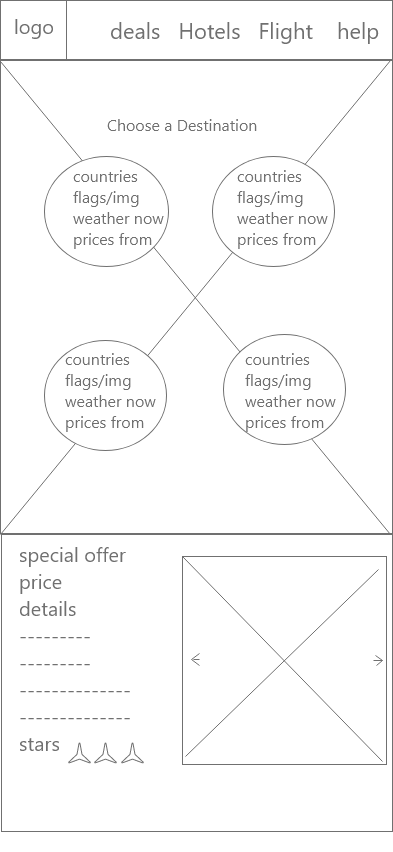 logo deals Hotels Flight help
Choose a Destination
countries
flags/img
weather now
prices from
countries
flags/img
weather now
prices from
countries
flags/img
weather now
prices from
countries
flags/img
weather now
prices from
special offer
price
details
---------
---------
--------------
--------------
stars